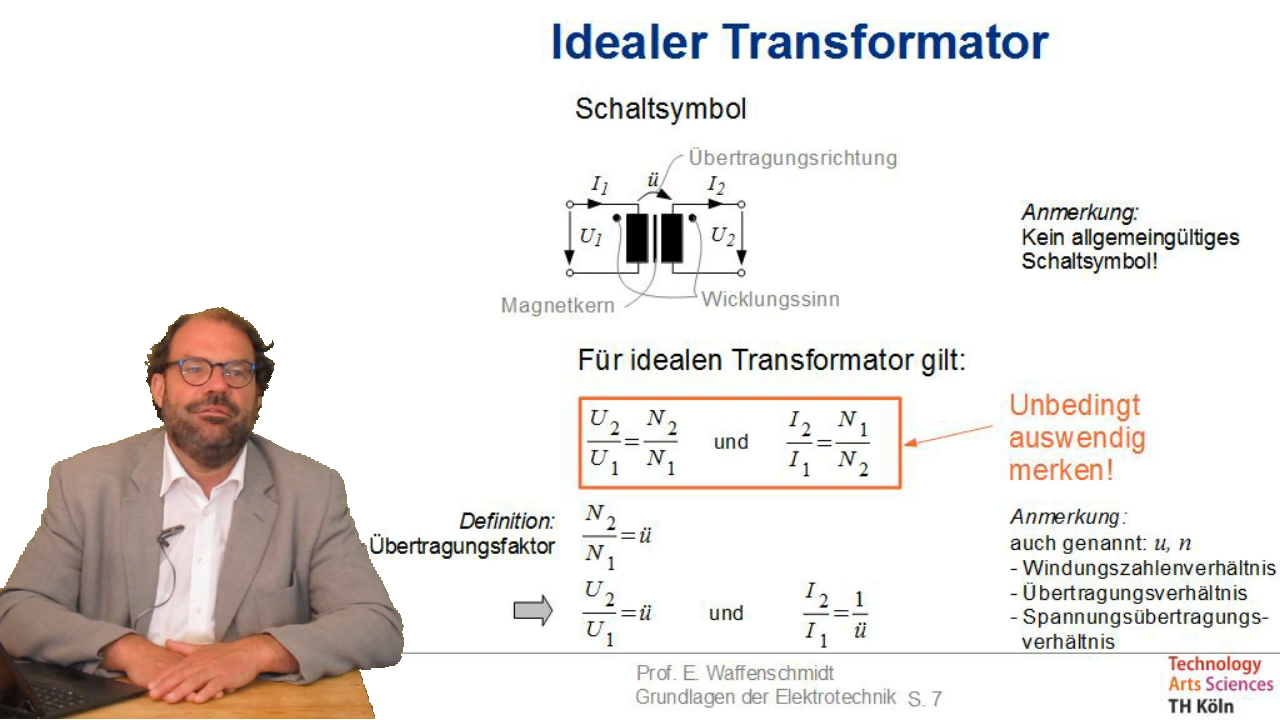 Idealer Transformator
Schaltsymbol
Übertragungsrichtung
I1 ü I2
U1 U2
Magnetkern
Wicklungssinn
Anmerkung:
Kein allgemeingültiges
Schaltsymbol!
Für idealen Transformator gilt:
U2/U1 = N2/N1 und I2/I1 = N1/N2
Unbedingt
auswendig
merken!
Definition:
Übertragungsfaktor
N2/N1 = ü
U2/U1 = ü und I2/I1 = 1/ü
Anmerkung:
auch genannt: u, n
- Windungszahlenverhältnis
- Übertragungsverhältnis
- Spannungsübertragungs-
verhältnis
Prof. E. Waffenschmidt
Grundlagen der Elektrotechnik S. 7
Technology
Arts Sciences
TH Köln